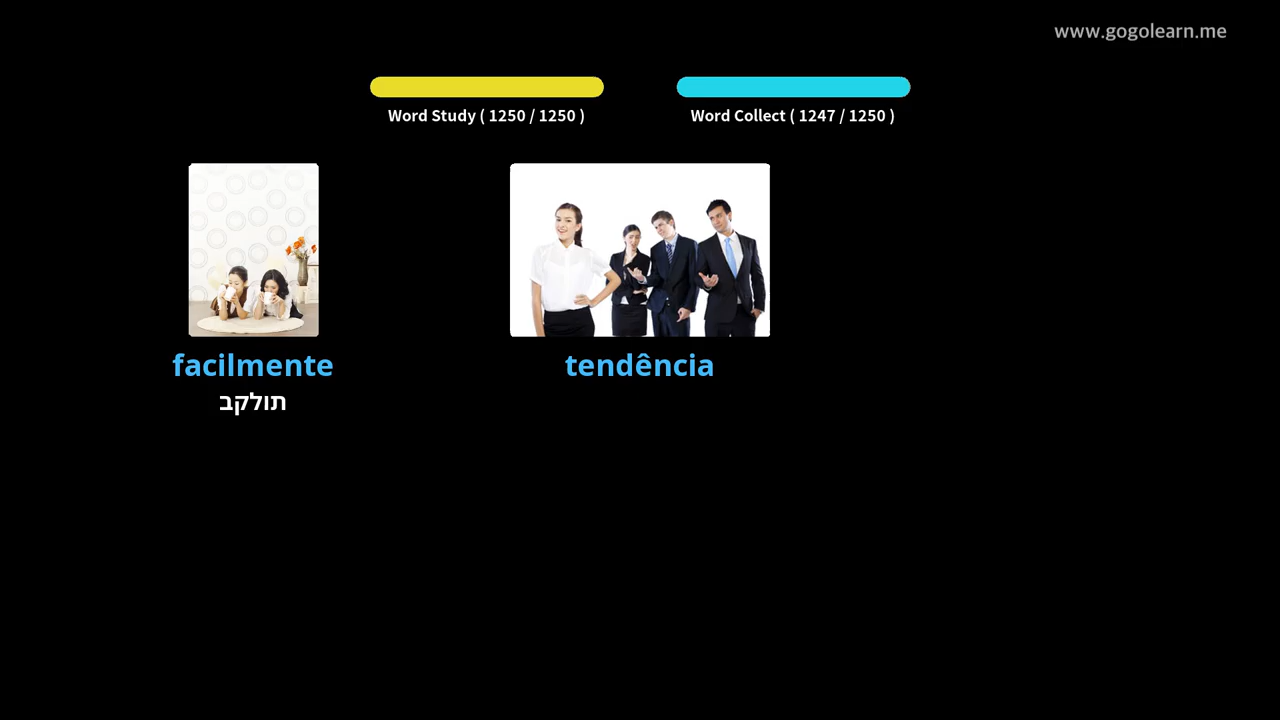 www.gogolearn.me
Word Study ( 1250 / 1250 )
Word Collect ( 1247 / 1250 )
facilmente
תולקב
tendência